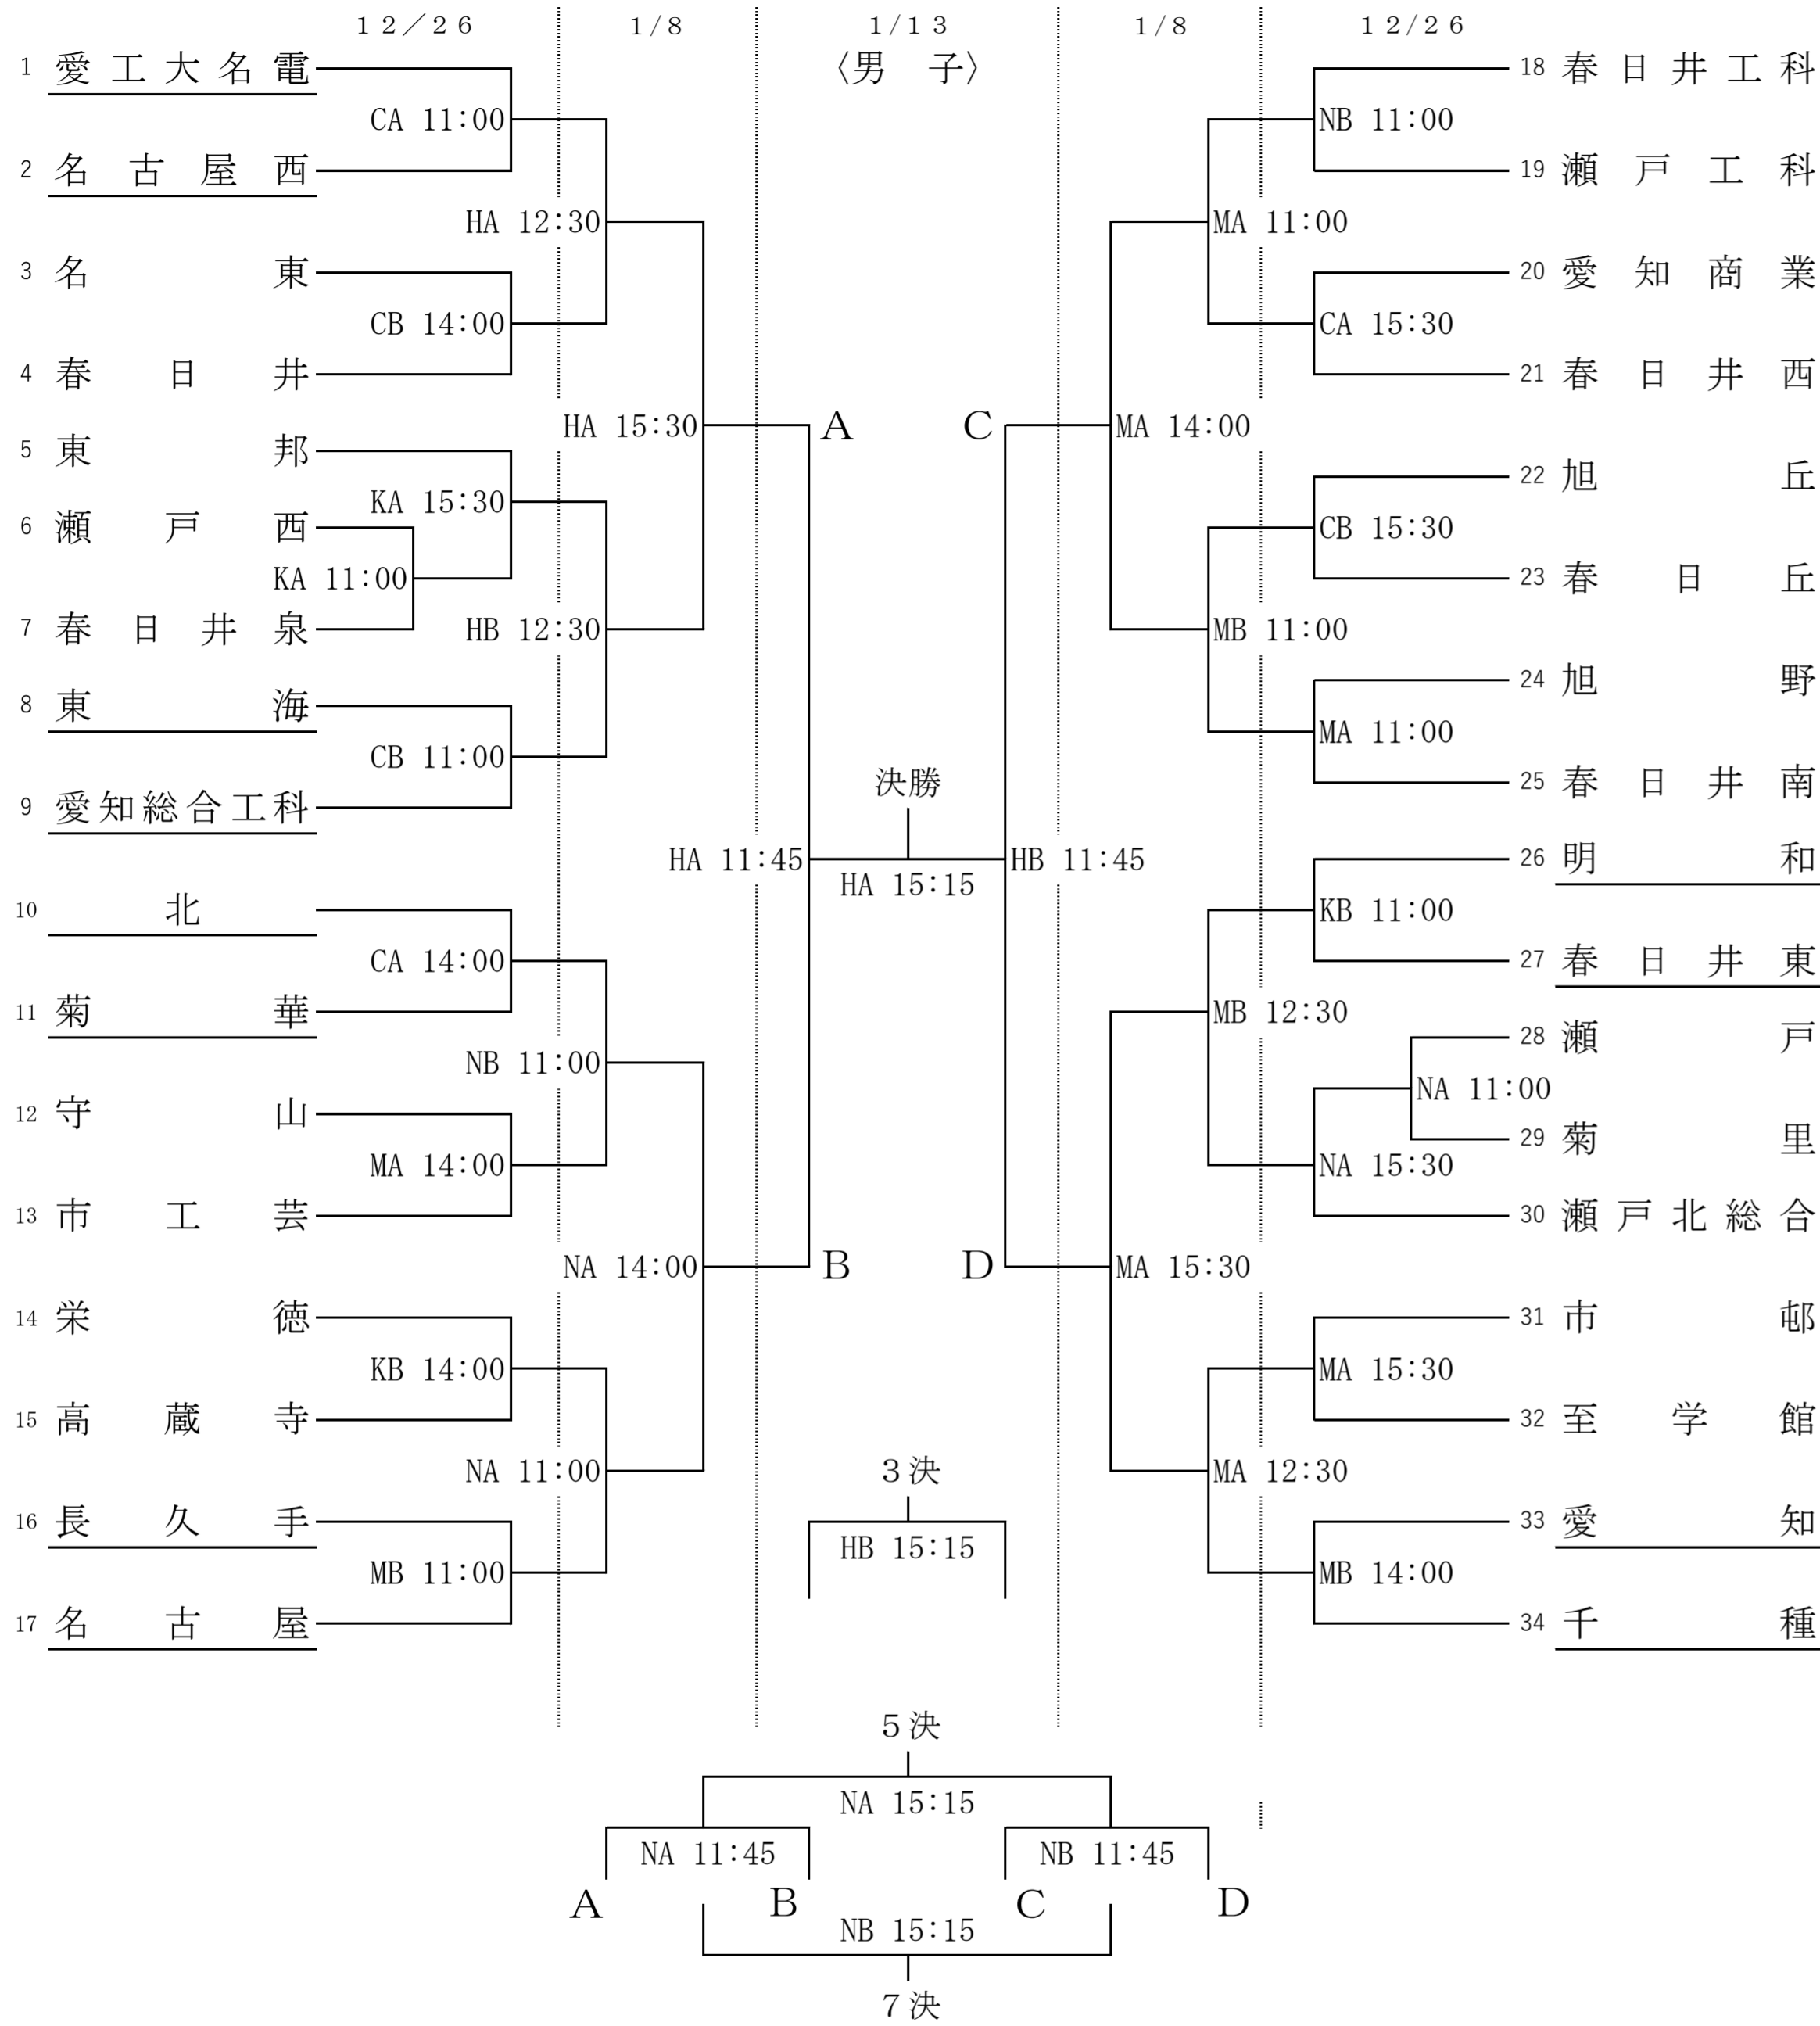 １２／２６ 1/8 1/13 1/8 １２/２６
〈男　子〉
1 愛工大名電
CA 11:00
2 名古屋西
HA 12:30
3 名東
CB 14:00
4 春日井
HA 15:30
A
5 東邦
KA 15:30
6 瀬戸西
KA 11:00
7 春日井泉
HB 12:30
8 東海
CB 11:00
9 愛知総合工科
HA 11:45
10 北
CA 14:00
11 菊華
NB 11:00
12 守山
MA 14:00
13 市工芸
NA 14:00
B
14 栄徳
KB 14:00
15 高蔵寺
NA 11:00
16 長久手
MB 11:00
17 名古屋
決勝
HA 15:15
３決
HB 15:15
18 春日井工科
NB 11:00
19 瀬戸工科
MA 11:00
20 愛知商業
CA 15:30
21 春日井西
C
MA 14:00
22 旭丘
CB 15:30
23 春日丘
MB 11:00
24 旭野
MA 11:00
25 春日井南
HB 11:45
26 明和
KB 11:00
27 春日井東
MB 12:30
28 瀬戸
NA 11:00
29 菊里
NA 15:30
30 瀬戸北総合
D
MA 15:30
31 市邨
MA 15:30
32 至学館
MA 12:30
33 愛知
MB 14:00
34 千種
５決
NA 15:15
NA 11:45 NB 11:45
A B C D
NB 15:15
７決